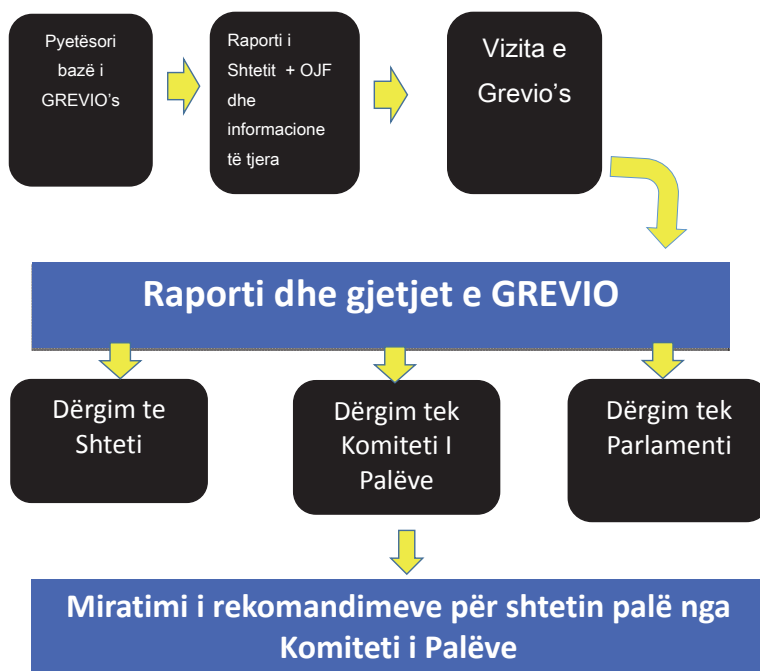 Pyetësori
bazë i
GREVIO's
Raporti i
Shtetit + OJF
dhe
informacione
të tjera
Vizita e
Grevio's
Raporti dhe gjetjet e GREVIO
Dërgim te
Shteti
Dërgim tek
Komiteti I
Palëve
Dërgim tek
Parlamenti
Miratimi i rekomandimeve për shtetin palë nga
Komiteti i Palëve